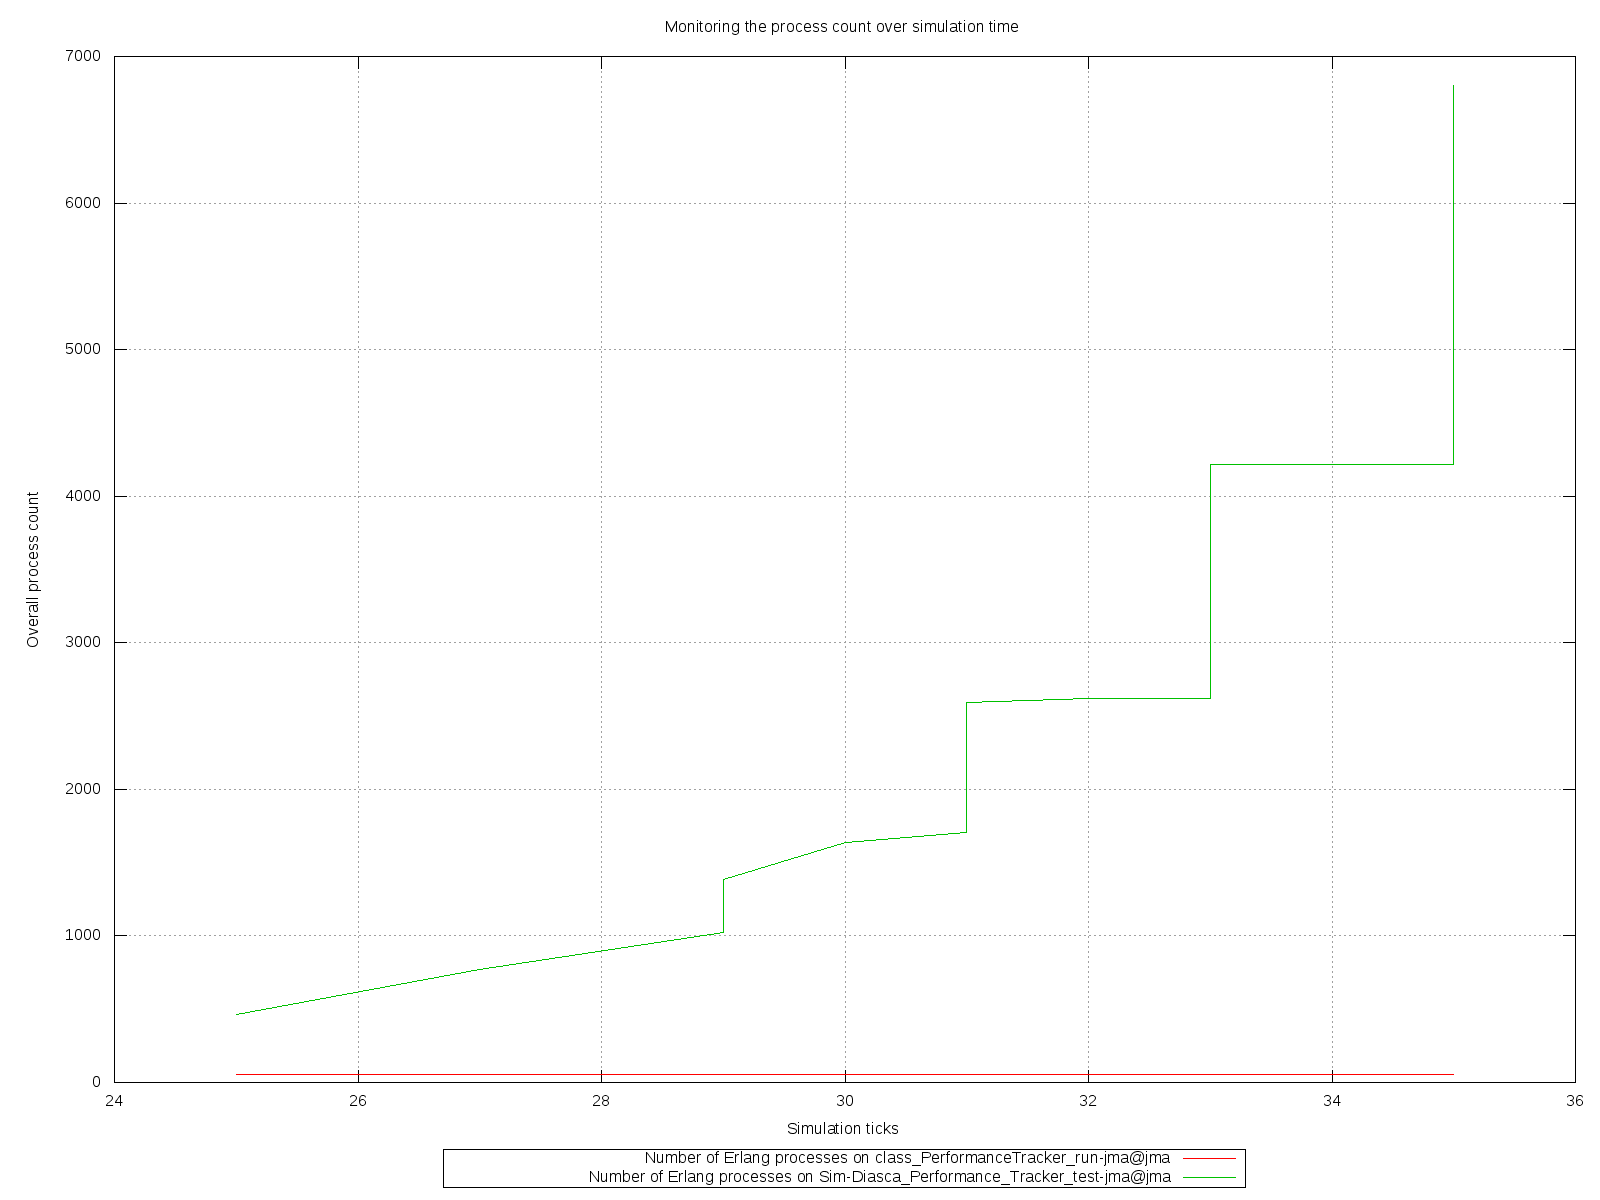 Monitoring the process count over simulation time
7000
6000
5000
4000
3000
2000
1000
0
Overall process count
24 26 28 30 32 34 36
Simulation ticks
Number of Erlang processes on class_PerformanceTracker_run-jma@jma
Number of Erlang processes on Sim-Diasca_Performance_Tracker_test-jma@jma